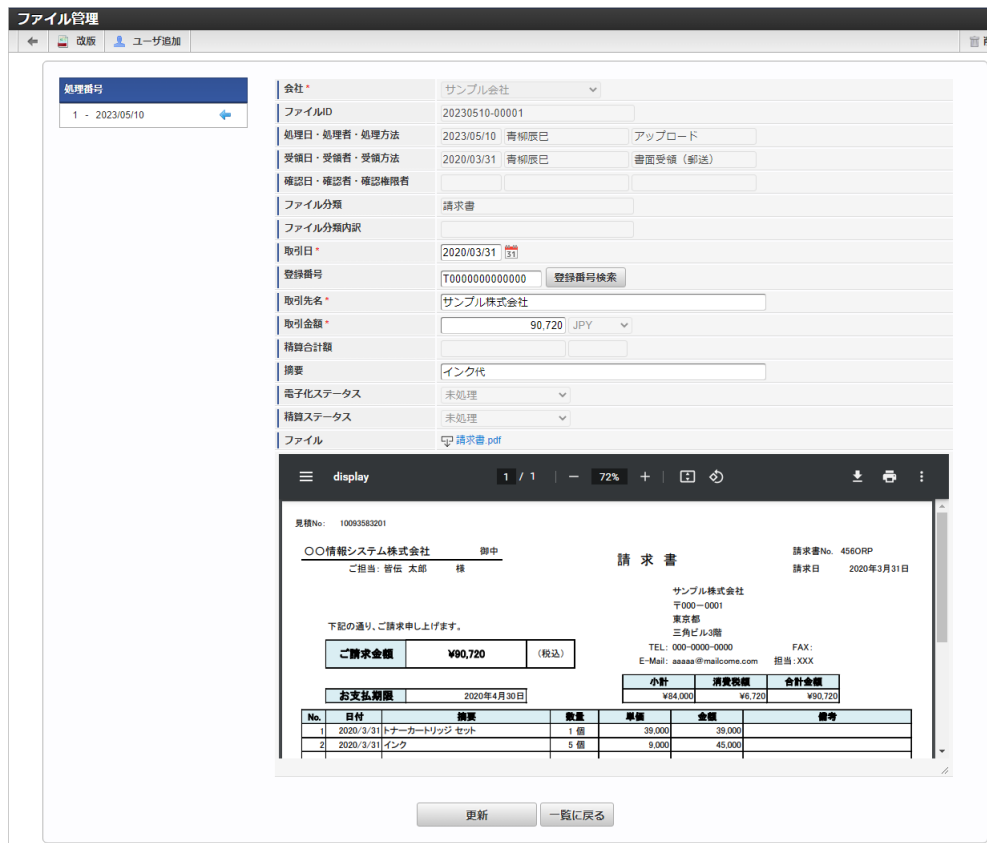 ファイル管理
改版 ユーザ追加
処理番号
1 - 2023/05/10
会社* サンプル会社
ファイルID 20230510-00001
処理日・処理者・処理方法 2023/05/10 青柳辰巳 アップロード
受領日・受領者・受領方法 2020/03/31 青柳辰巳 書面受領（郵送）
確認日・確認者・確認権限者
ファイル分類 請求書
ファイル分類内訳
取引日* 2020/03/31 31
登録番号 T0000000000000 登録番号検索
取引先名* サンプル株式会社
取引金額* 90,720 JPY
精算合計額
摘要 インク代
電子化ステータス 未処理
精算ステータス 未処理
ファイル 請求書.pdf
display 1 / 1 72%
見積No: 10093583201
〇〇情報システム株式会社 御中
請求書
請求書No. 456ORP
ご担当: 皆伝 太郎 様
請求日 2020年3月31日
サンプル株式会社
〒000-0001
東京都
三角ビル3階
下記の通り、ご請求申し上げます。
TEL: 000-0000-0000 FAX:
E-Mail: aaaaa@mailcome.com 担当:XXX
ご請求金額 ¥90,720 (税込)
小計 消費税額 合計金額
¥84,000 ¥6,720 ¥90,720
お支払期限 2020年4月30日
No. 日付 摘要 数量 単価 金額 備考
1 2020/3/31 トナーカートリッジ セット 1 個 39,000 39,000
2 2020/3/31 インク 5 個 9,000 45,000
更新 一覧に戻る